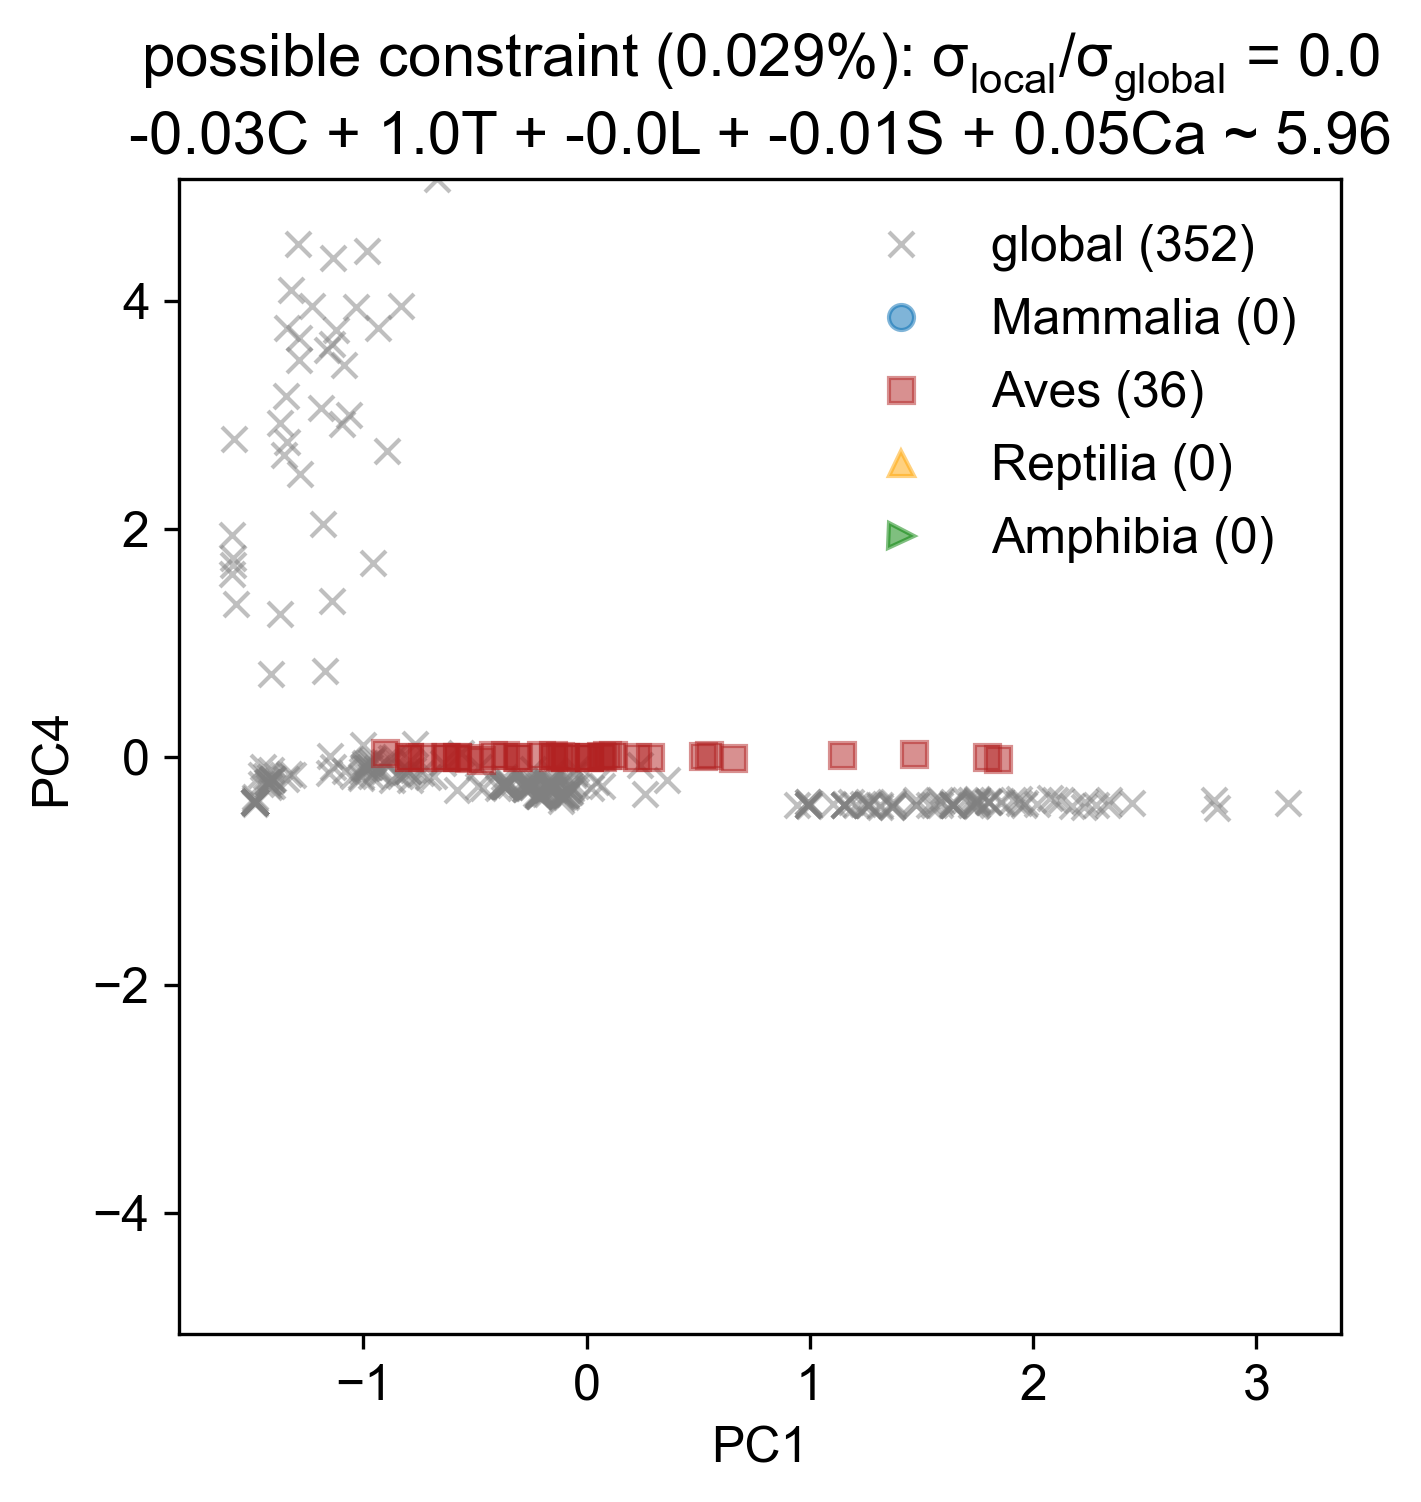 possible constraint (0.029%): σlocal/σglobal = 0.0
-0.03C + 1.0T + -0.0L + -0.01S + 0.05Ca ~ 5.96
global (352)
Mammalia (0)
Aves (36)
Reptilia (0)
Amphibia (0)
PC4
4
2
0
−2
−4
−1 0 1 2 3
PC1